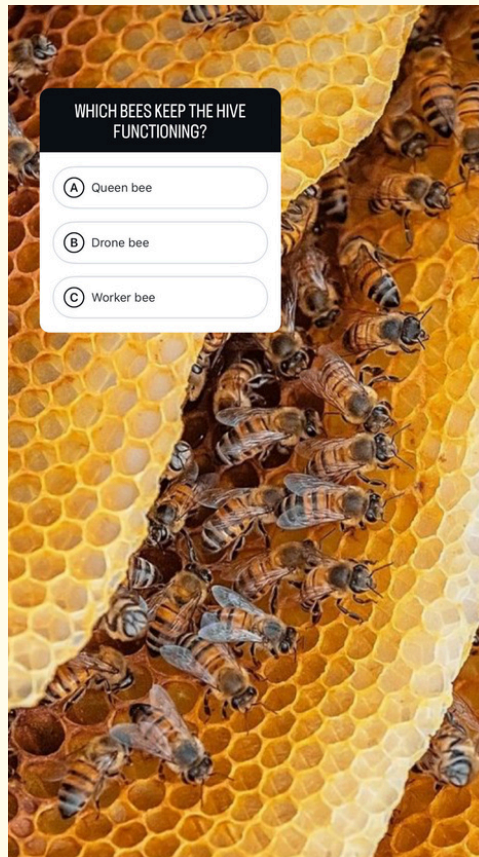 WHICH BEES KEEP THE HIVE
FUNCTIONING?
A Queen bee
B Drone bee
C Worker bee